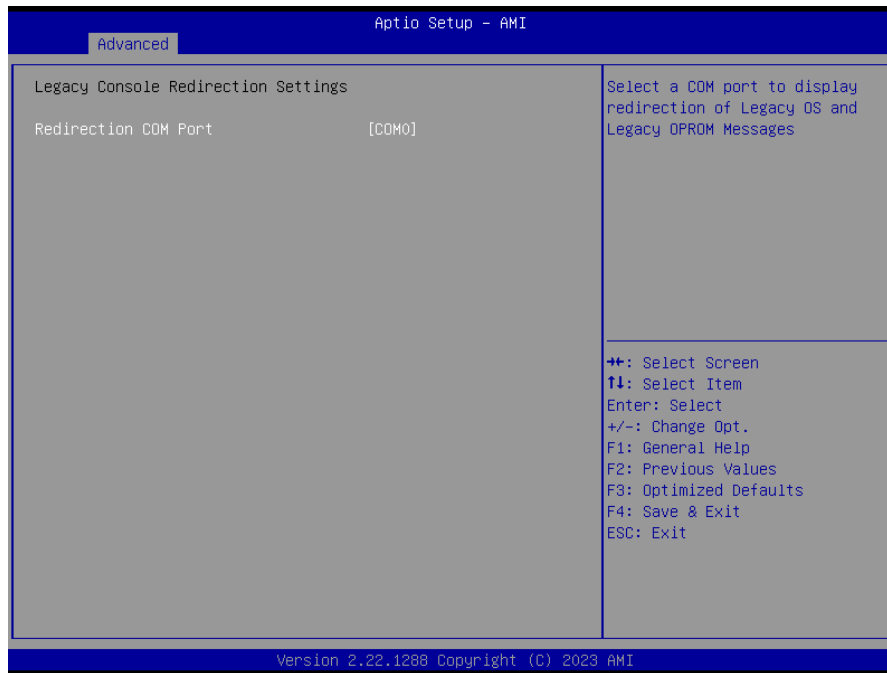 Aptio Setup - AMI
Advanced
Legacy Console Redirection Settings
Redirection COM Port [COM0]
Select a COM port to display
redirection of Legacy OS and
Legacy OPROM Messages
→←: Select Screen
↑↓: Select Item
Enter: Select
+/-: Change Opt.
F1: General Help
F2: Previous Values
F3: Optimized Defaults
F4: Save & Exit
ESC: Exit
Version 2.22.1288 Copyright (C) 2023 AMI